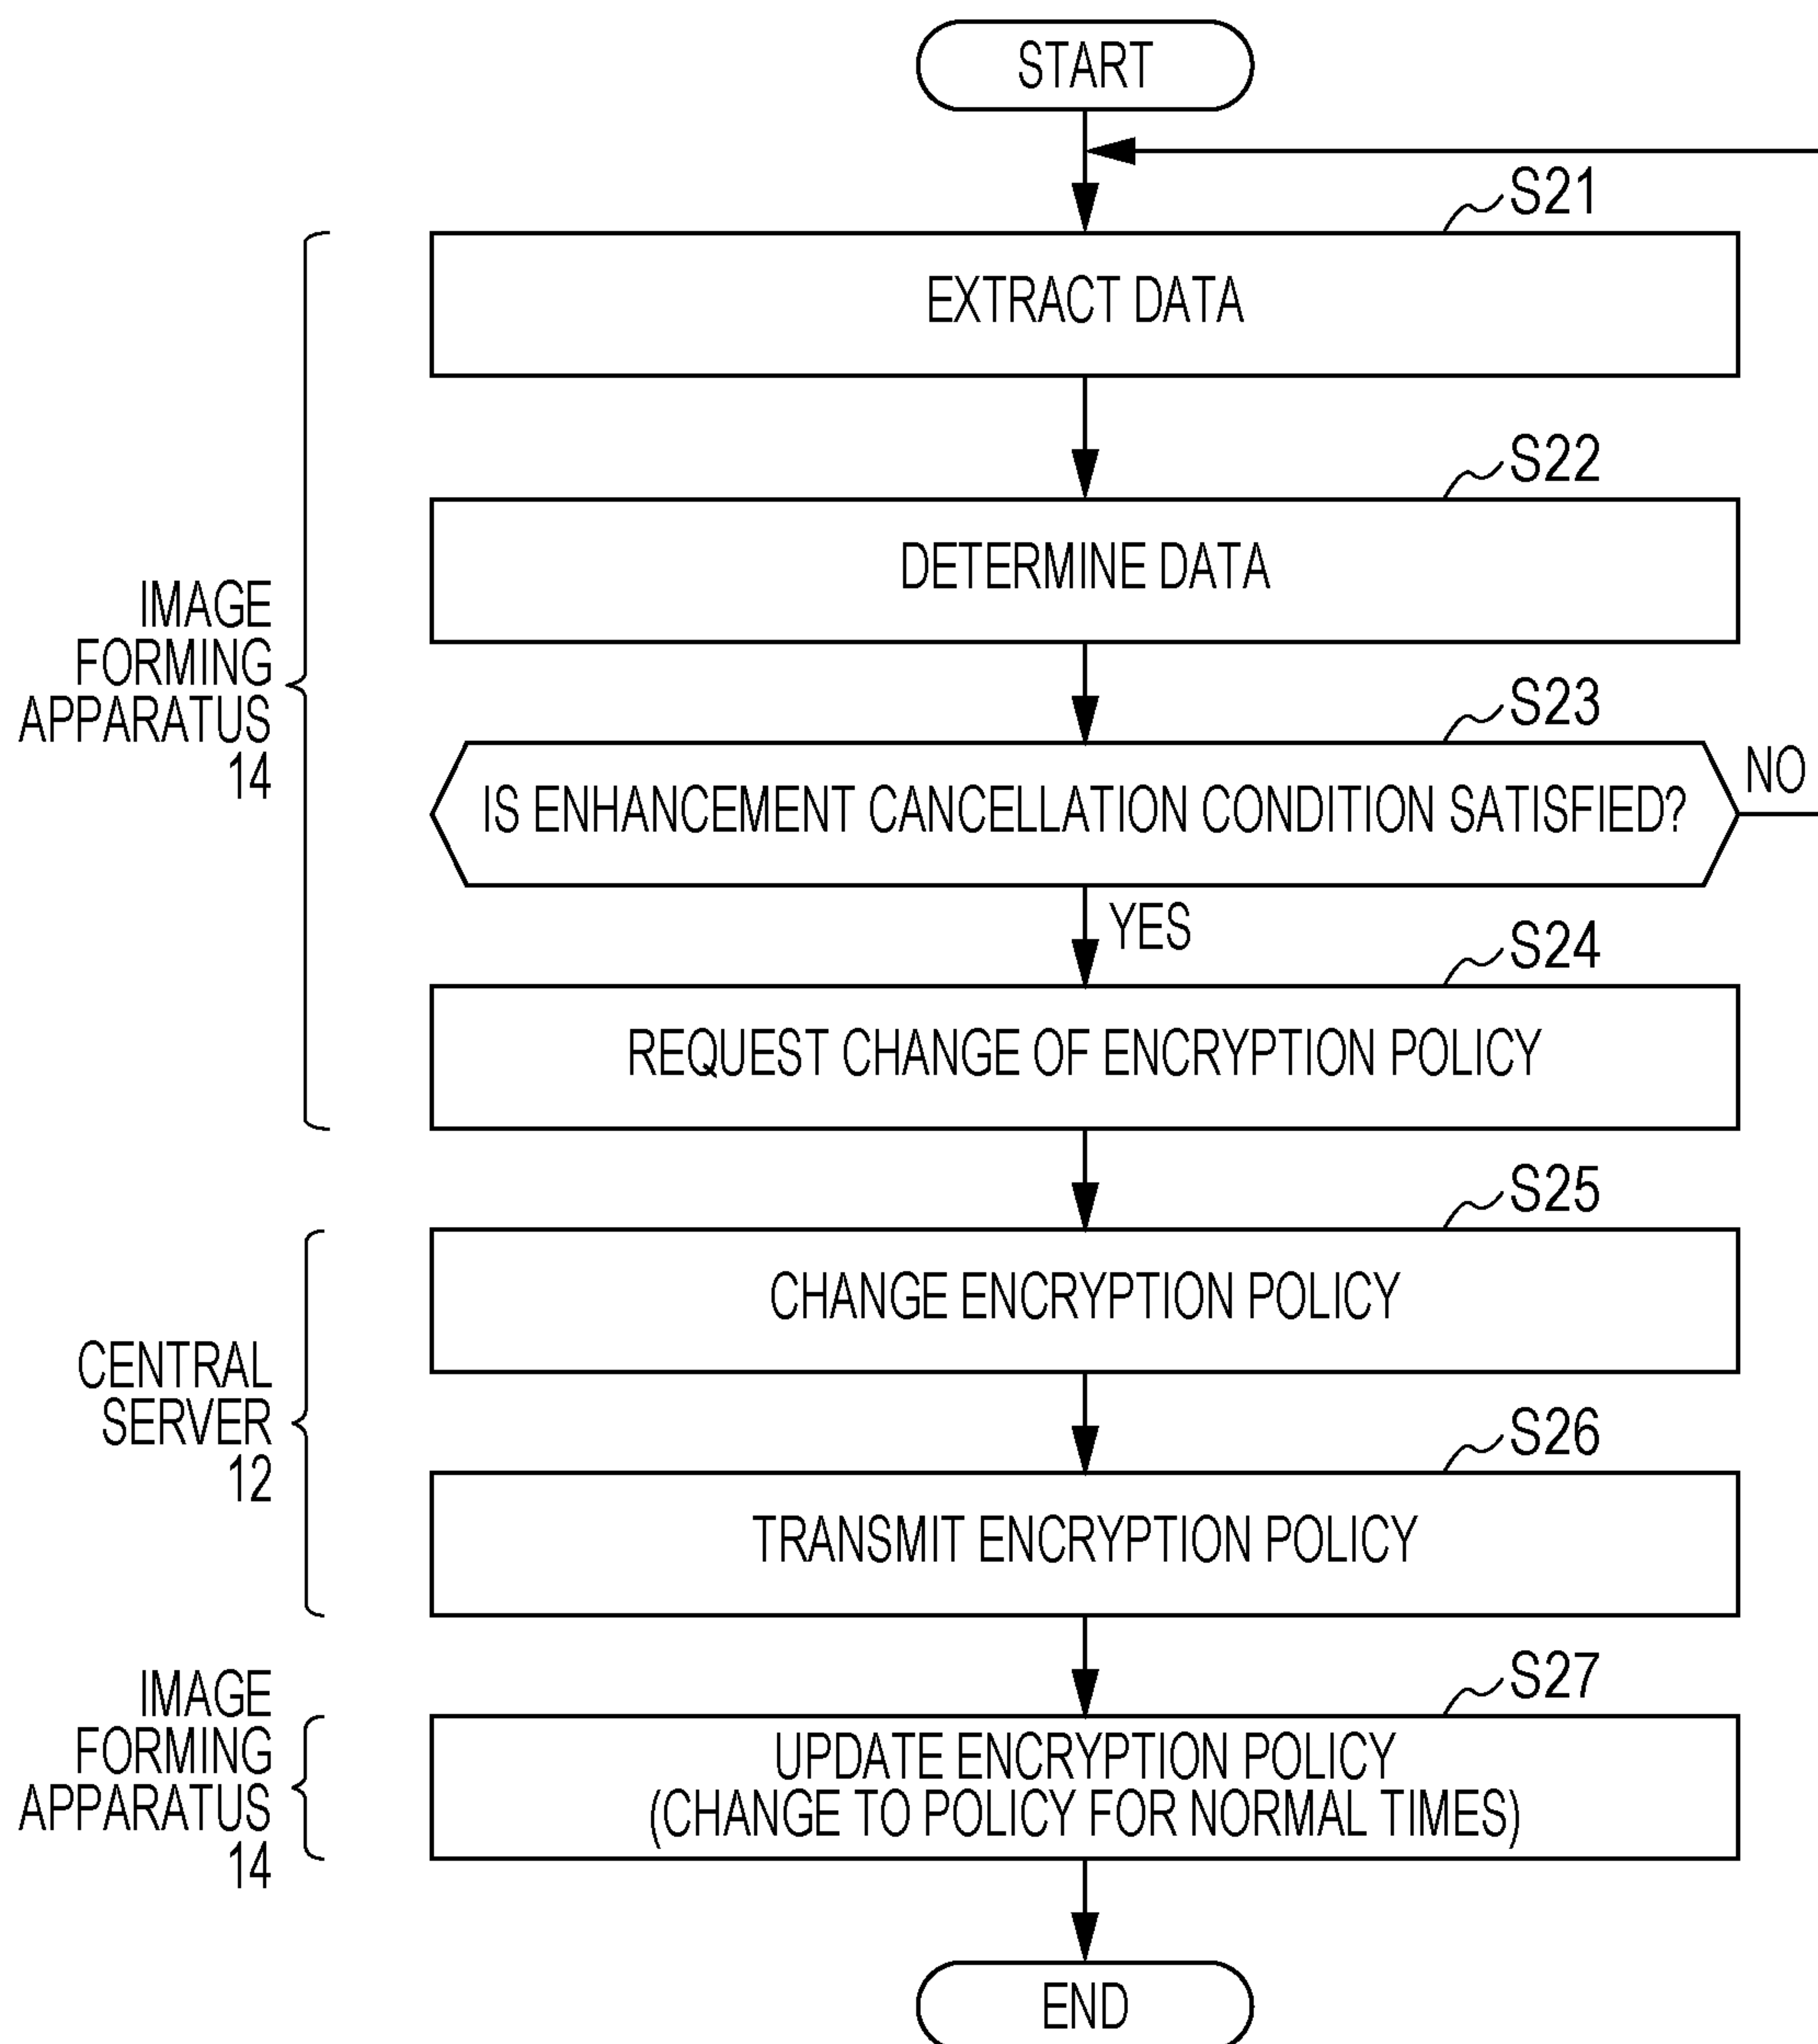 START
S21
EXTRACT DATA
S22
DETERMINE DATA
IMAGE
FORMING
APPARATUS
14
S23
IS ENHANCEMENT CANCELLATION CONDITION SATISFIED?
NO
YES
S24
REQUEST CHANGE OF ENCRYPTION POLICY
S25
CHANGE ENCRYPTION POLICY
CENTRAL
SERVER
12
S26
TRANSMIT ENCRYPTION POLICY
S27
IMAGE
FORMING
APPARATUS
14
UPDATE ENCRYPTION POLICY
(CHANGE TO POLICY FOR NORMAL TIMES)
END